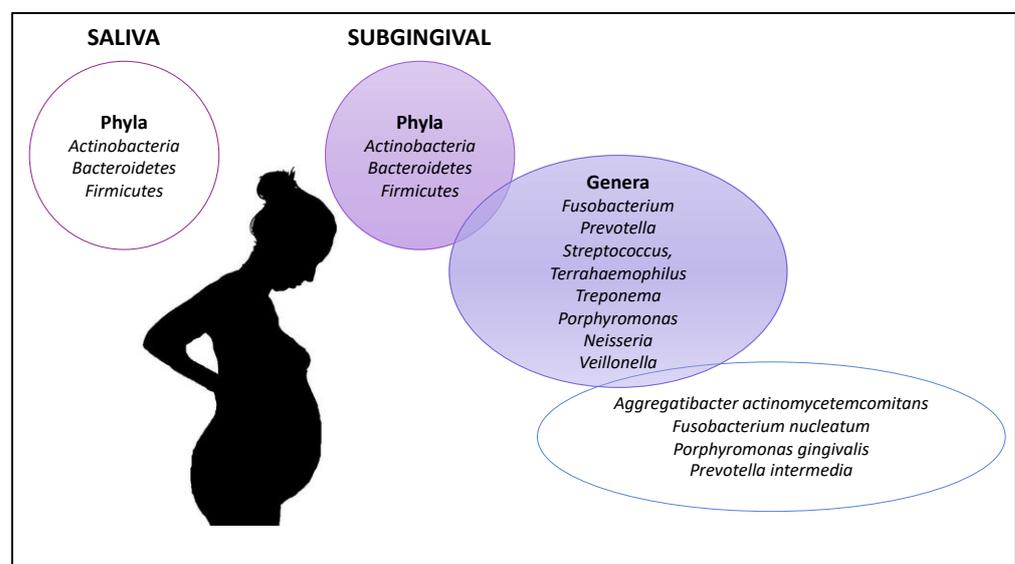 SALIVA
Phyla
Actinobacteria
Bacteroidetes
Firmicutes
SUBGINGIVAL
Phyla
Actinobacteria
Bacteroidetes
Firmicutes
Genera
Fusobacterium
Prevotella
Streptococcus,
Terrahaemophilus
Treponema
Porphyromonas
Neisseria
Veillonella
Aggregatibacter actinomycetemcomitans
Fusobacterium nucleatum
Porphyromonas gingivalis
Prevotella intermedia